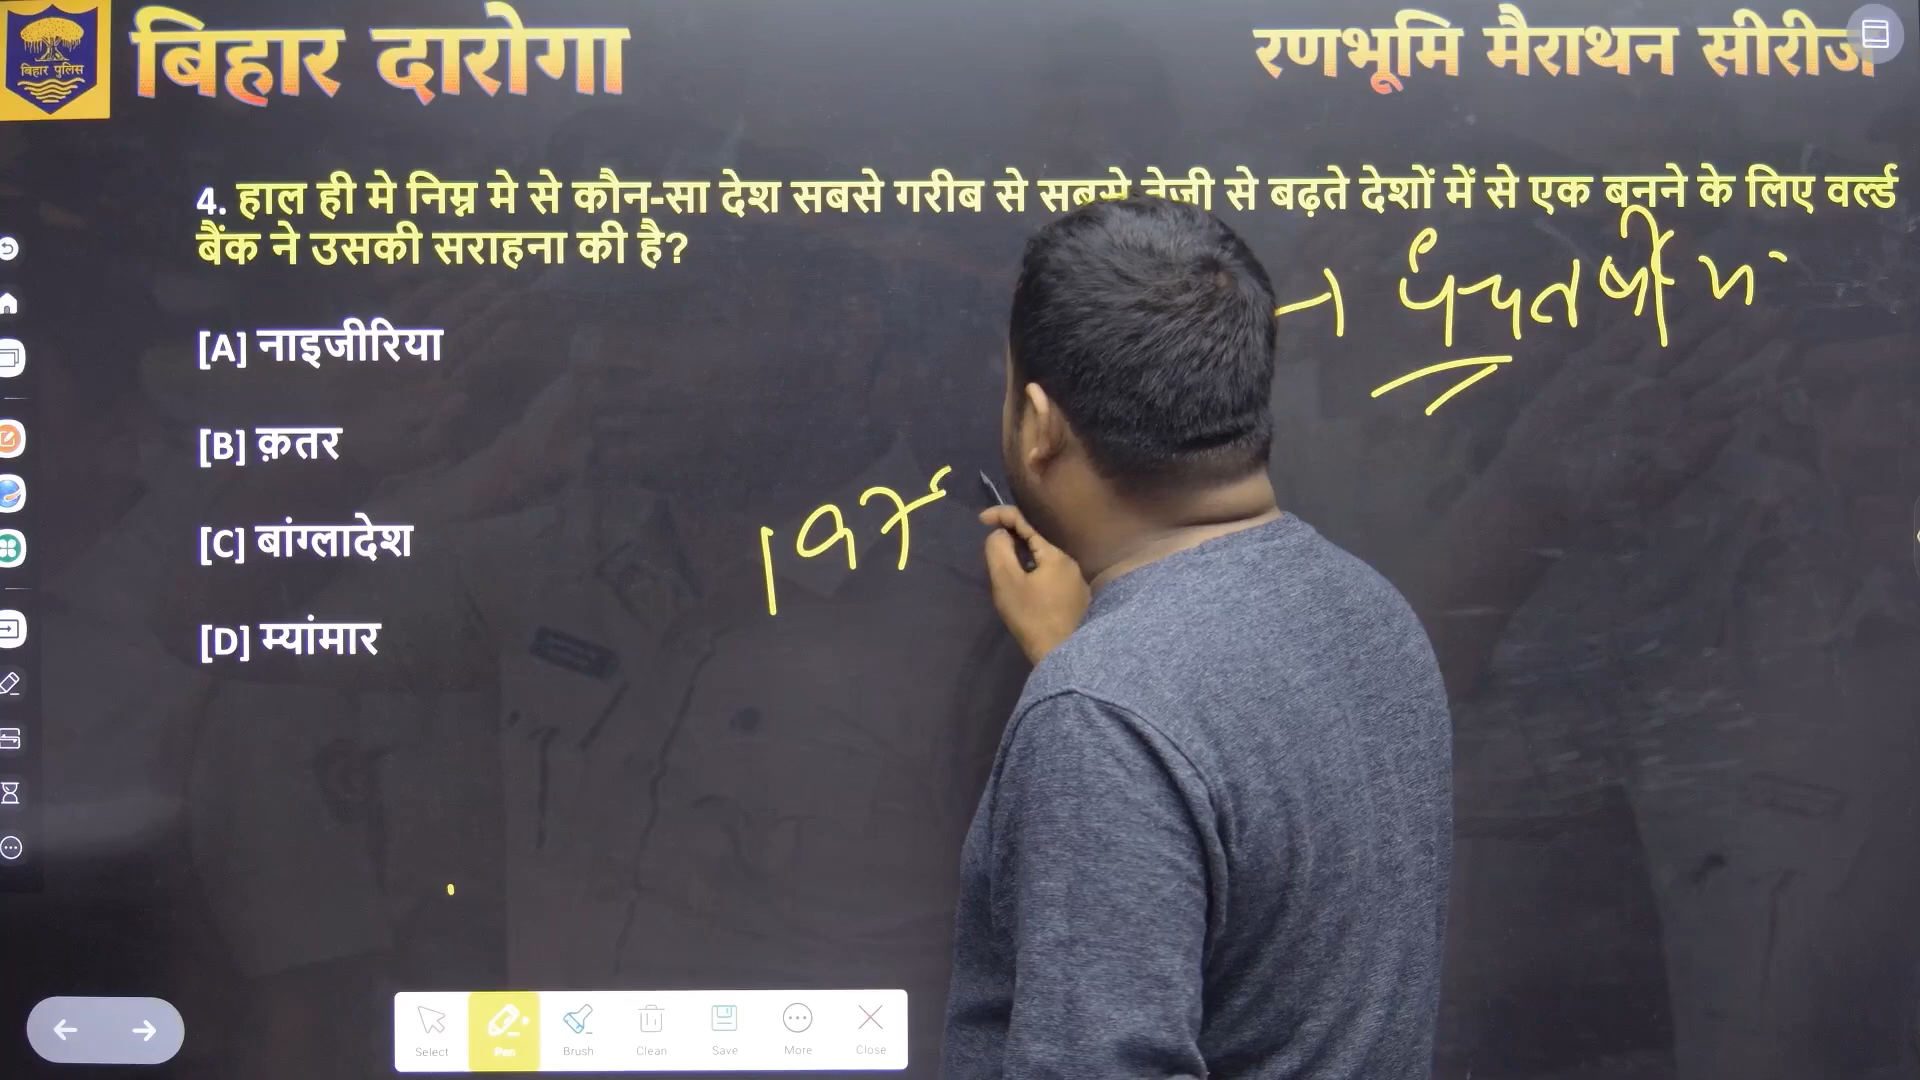 बिहार पुलिस
बिहार दारोगा
रणभूमि मैराथन सीरीज
4. हाल ही मे निम्न मे से कौन-सा देश सबसे गरीब से सबसे तेजी से बढ़ते देशों में से एक बनने के लिए वर्ल्ड
बैंक ने उसकी सराहना की है?
[A] नाइजीरिया
[B] क़तर
[C] बांग्लादेश
[D] म्यांमार
197
Select
Pen
Brush
Clean
Save
More
Close